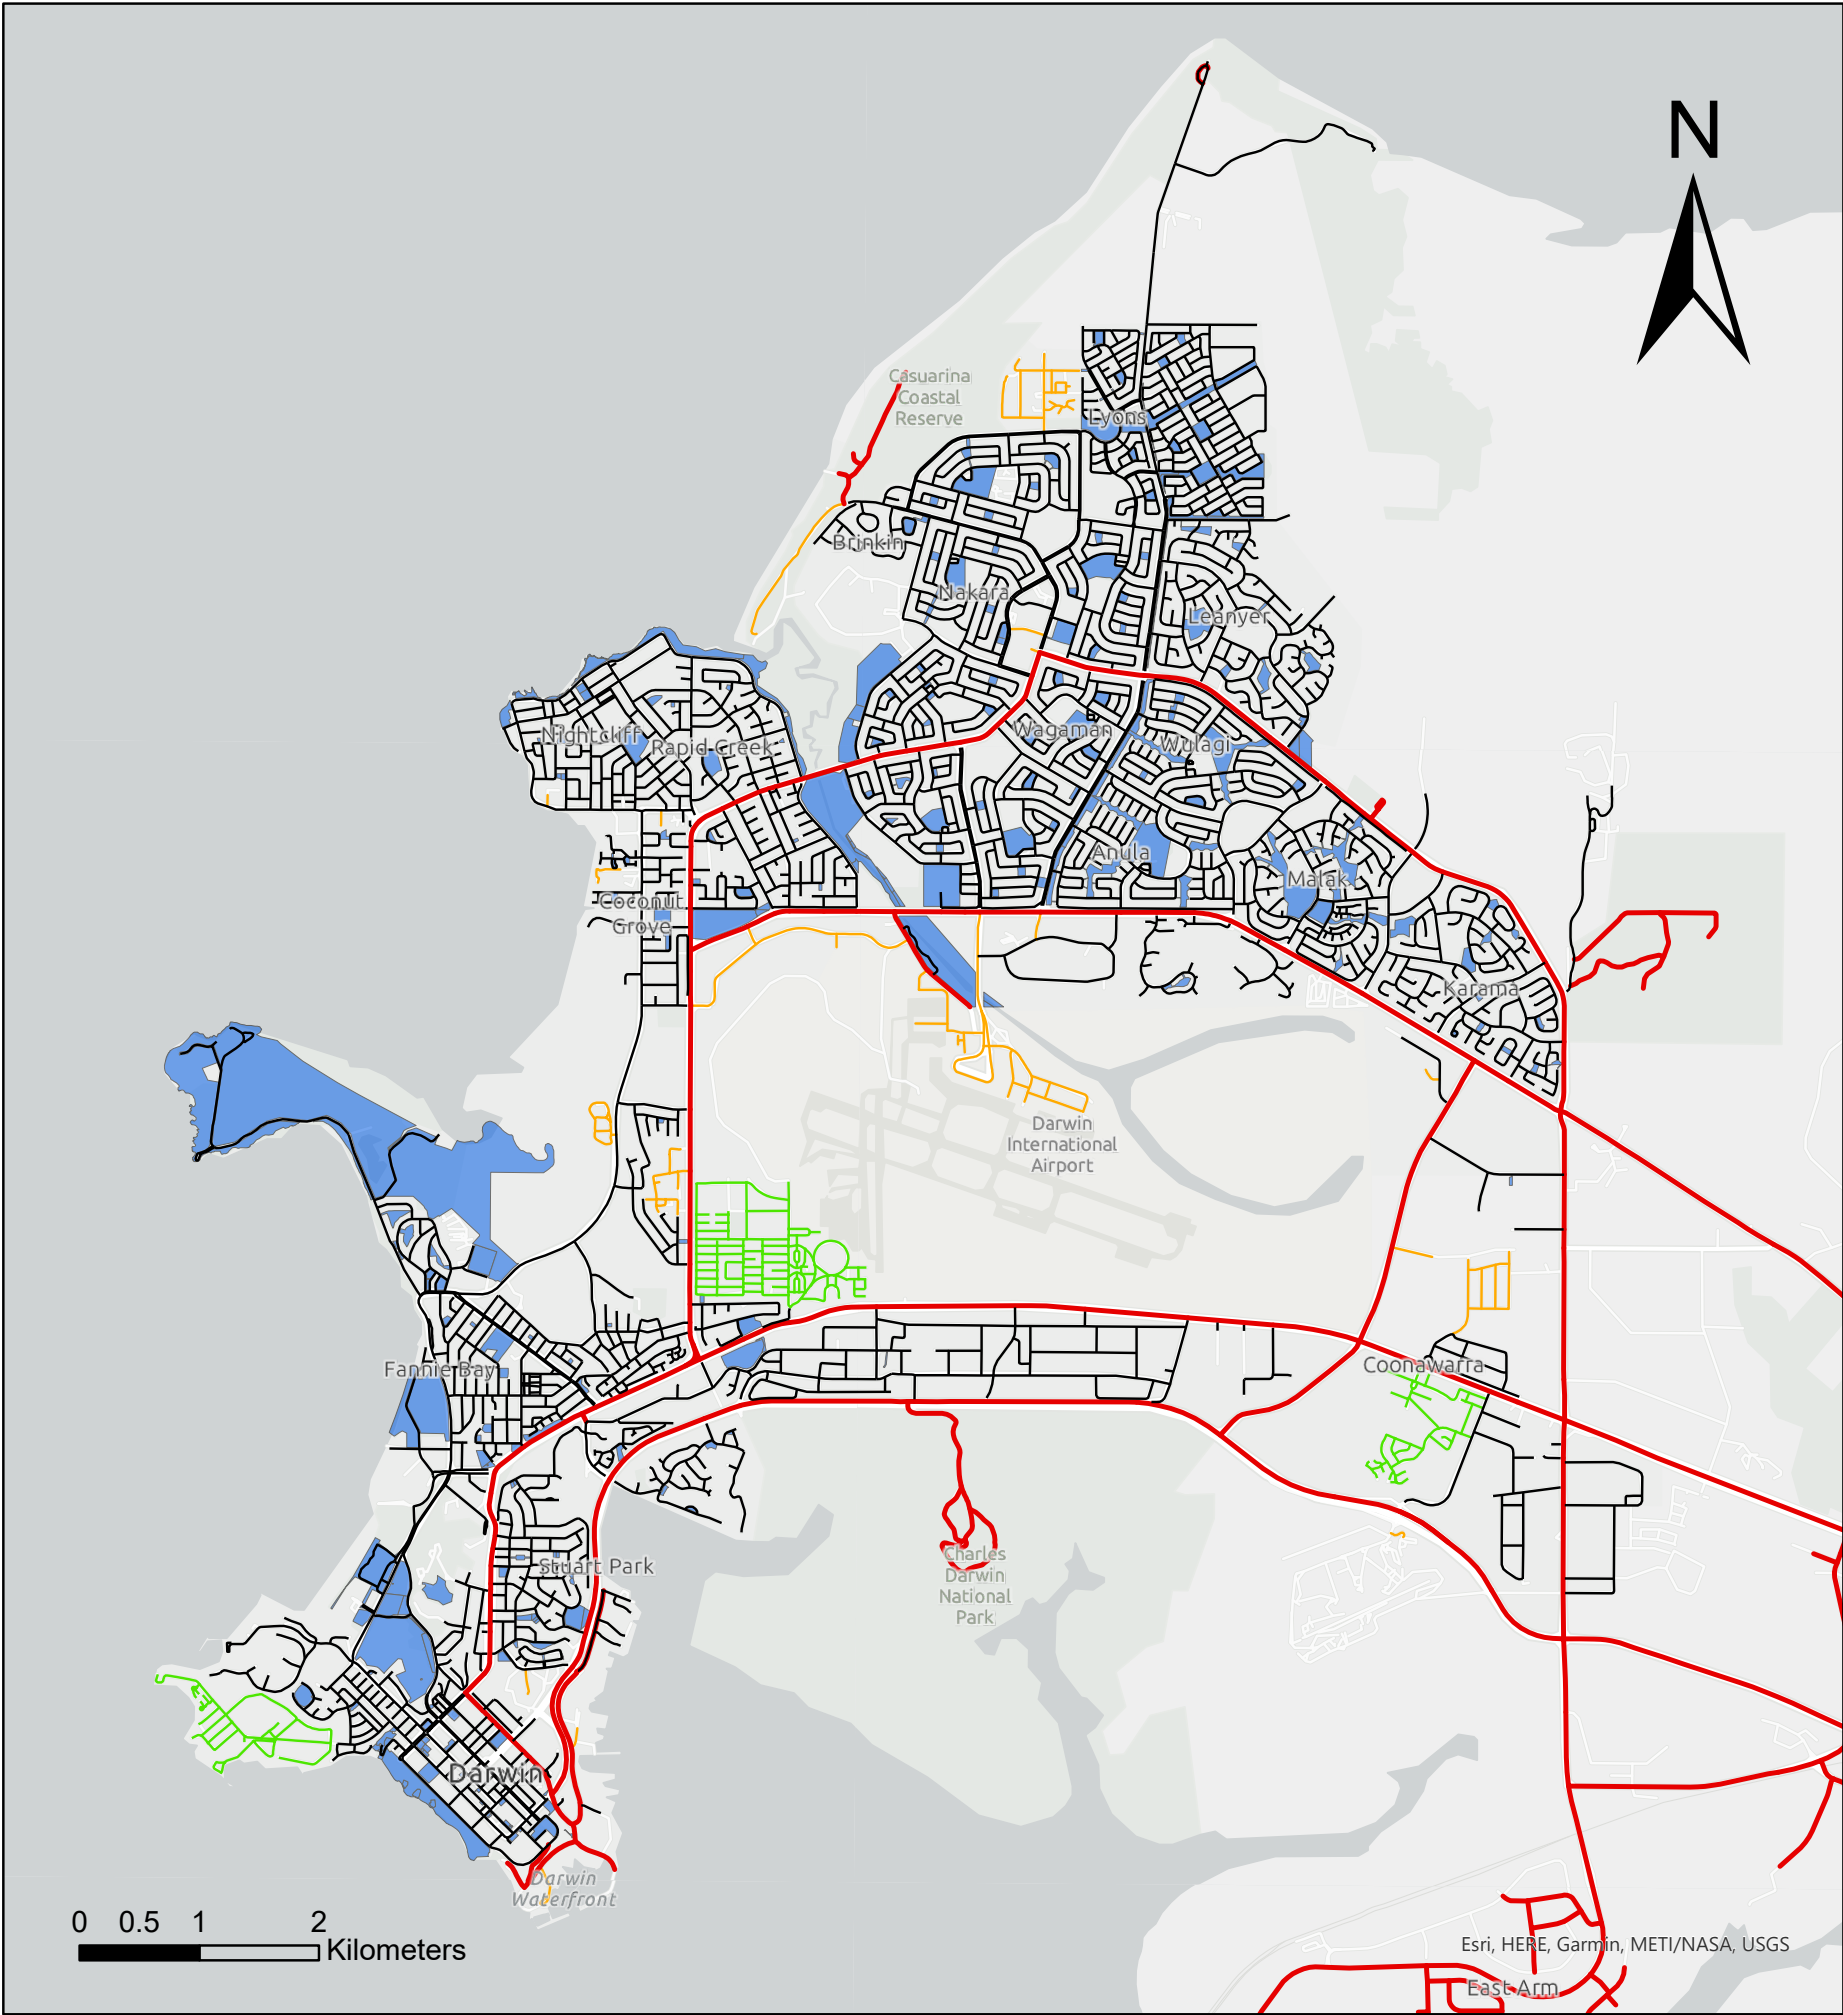 N
Casuarina
Coastal
Reserve
Lyons
Brinkin
Nakara
Leanyer
Nightcliff
Rapid Creek
Wagaman
Wulagi
Anula
Malak
Coconut
Grove
Karama
Darwin
International
Airport
Fannie Bay
Coonawarra
Stuart Park
Charles
Darwin
National
Park
Darwin
Darwin
Waterfront
0 0.5 1 2
Kilometers
Esri, HERE, Garmin, METI/NASA, USGS
East Arm